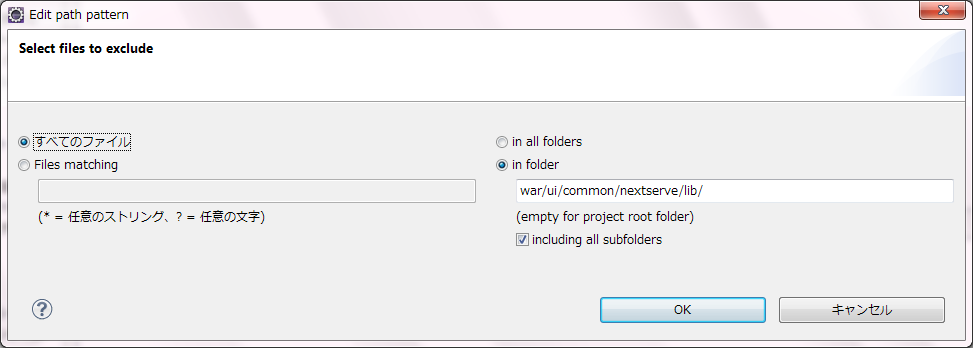 Edit path pattern
Select files to exclude
すべてのファイル
Files matching
(* = 任意のストリング、? = 任意の文字)
in all folders
in folder
war/ui/common/nextserve/lib/
(empty for project root folder)
including all subfolders
?
OK
キャンセル